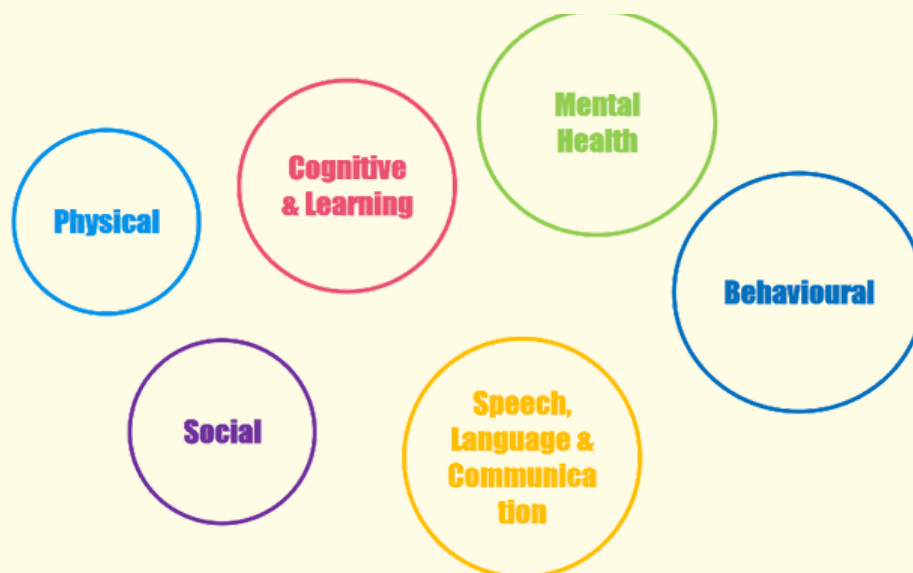 Mental
Health
Cognitive
& Learning
Physical
Behavioural
Social
Speech,
Language &
Communica
tion